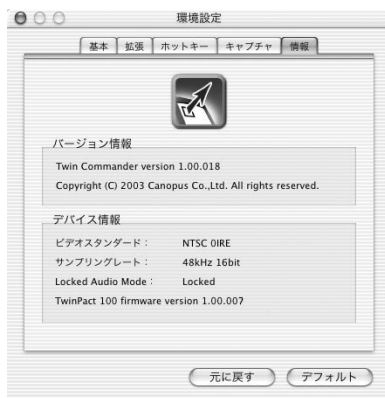 環境設定
基本 拡張 ホットキー キャプチャ 情報
バージョン情報
Twin Commander version 1.00.018
Copyright (C) 2003 Canopus Co.,Ltd. All rights reserved.
デバイス情報
ビデオスタンダード： NTSC 0IRE
サンプリングレート： 48kHz 16bit
Locked Audio Mode： Locked
TwinPact 100 firmware version 1.00.007
元に戻す デフォルト